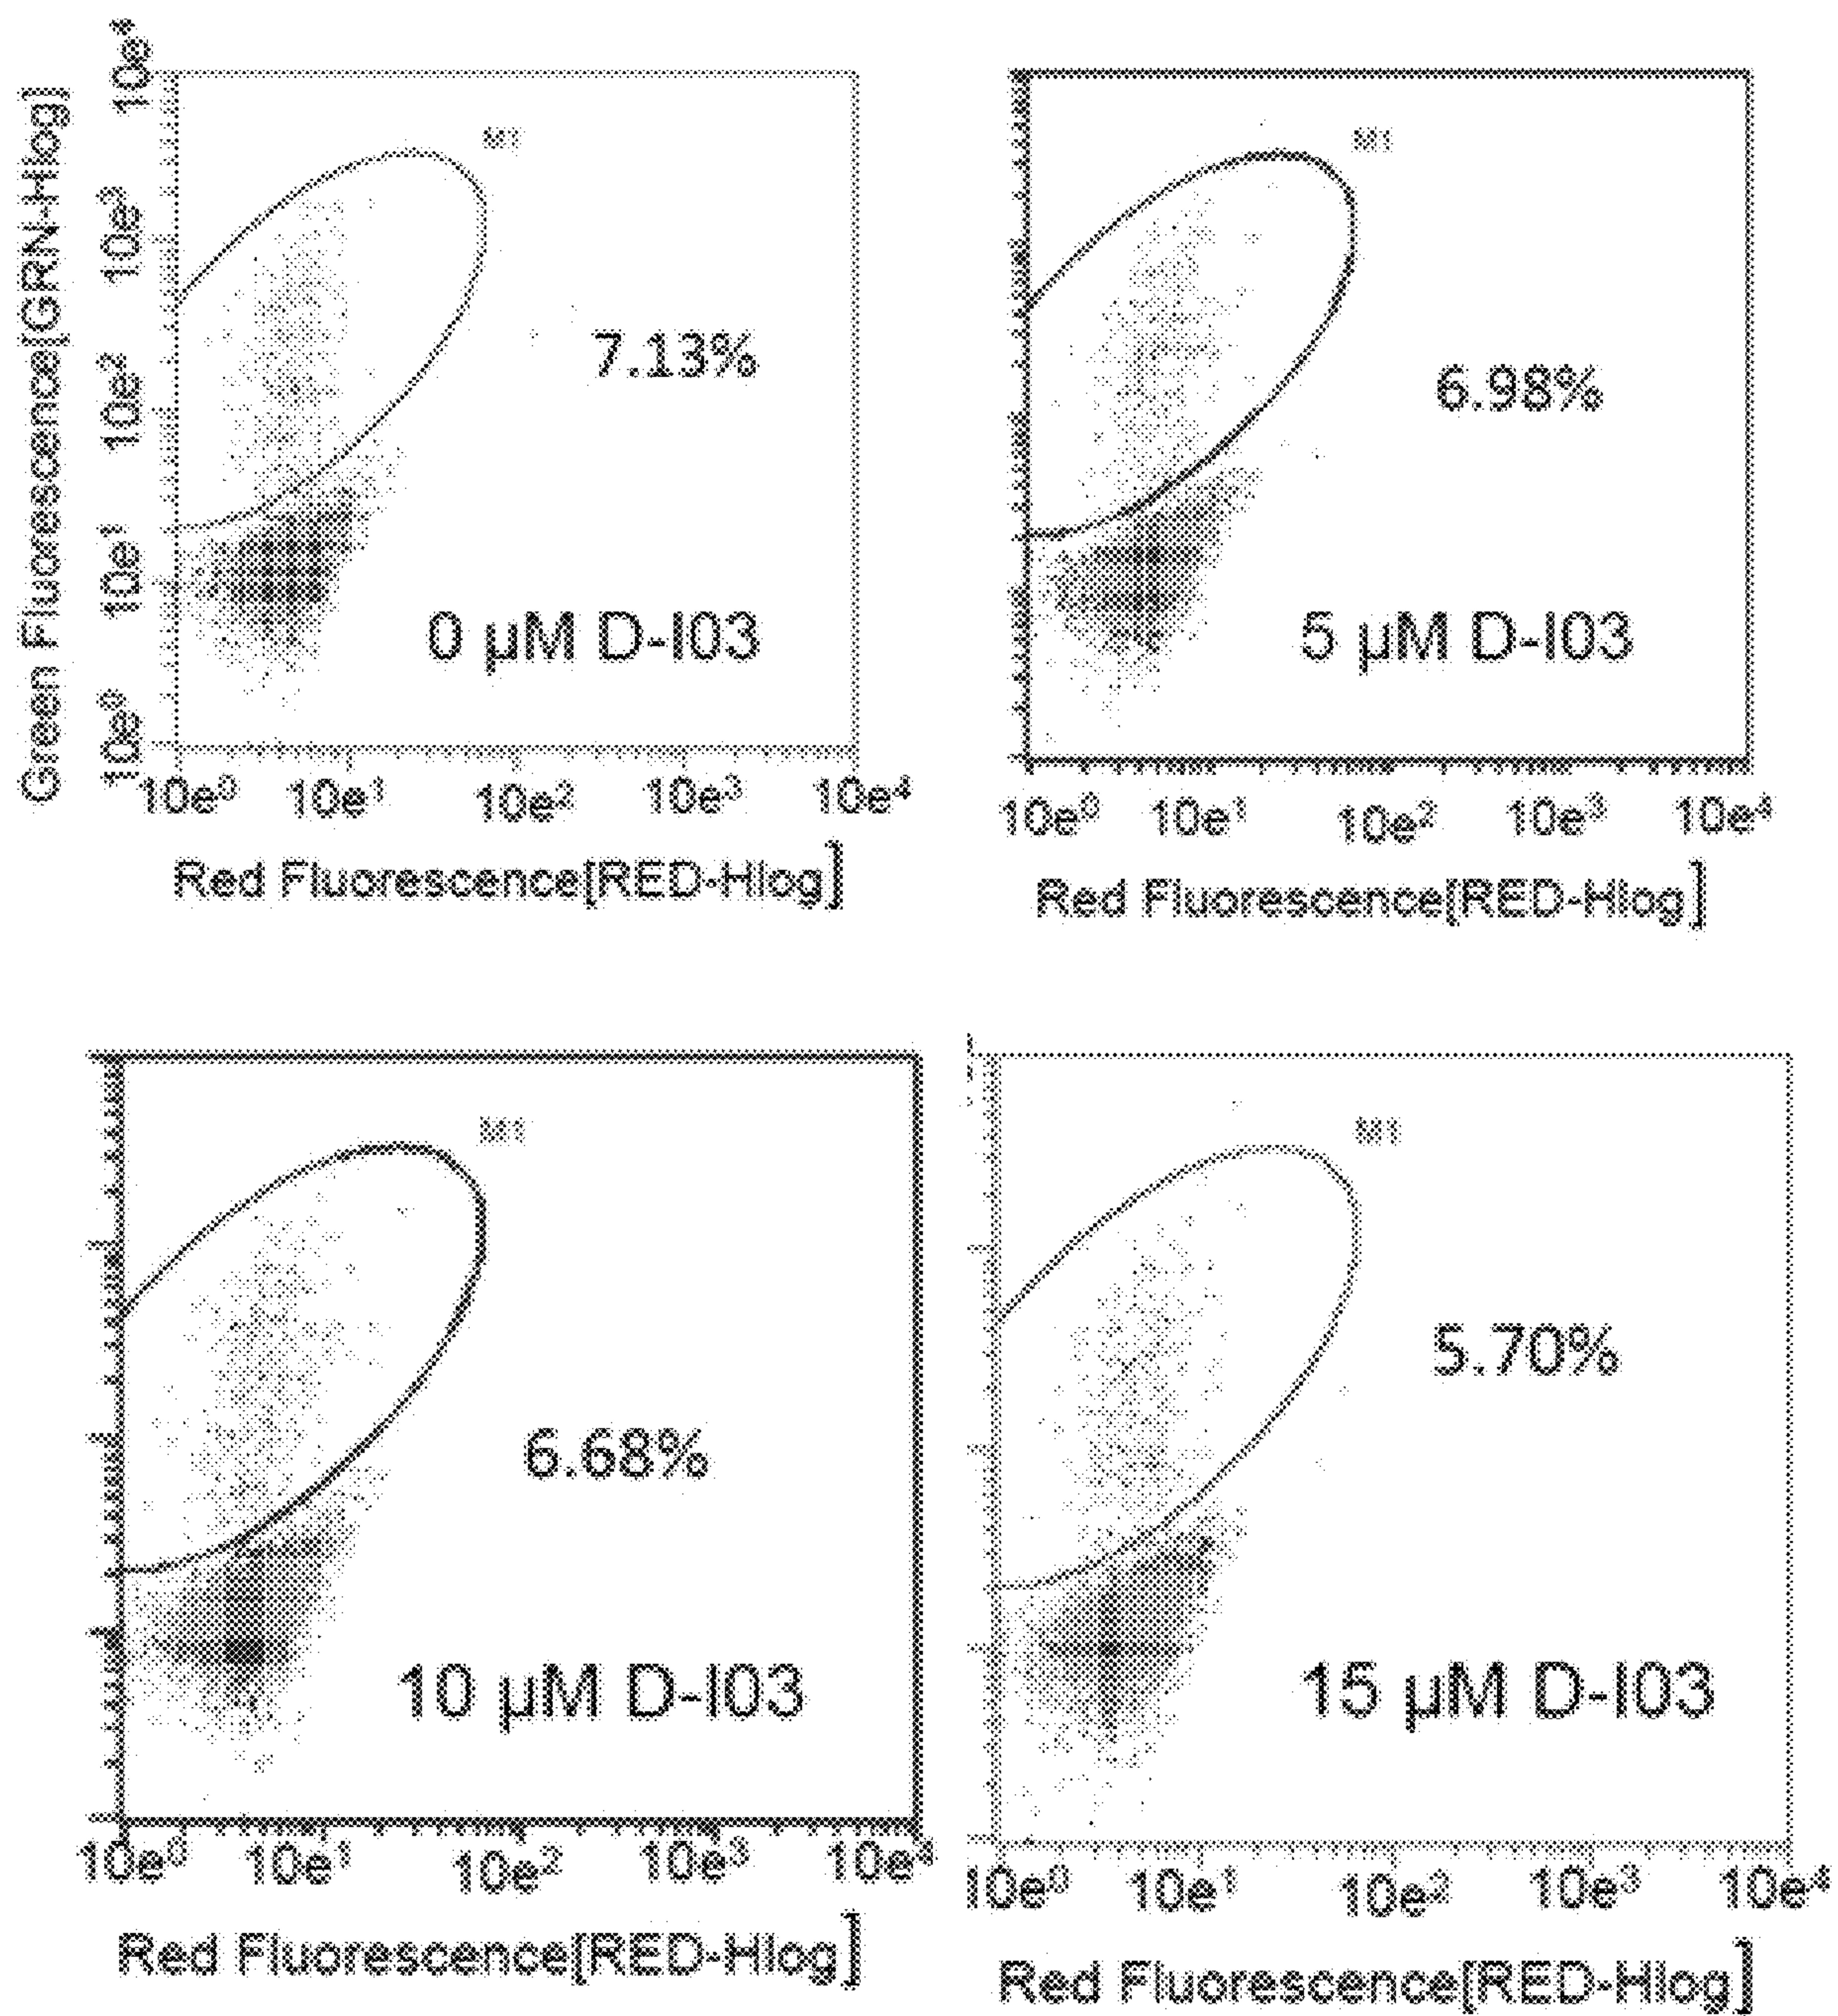 Green Fluorescence[GRN-Hlog]
10e⁴
10e³
10e²
10e¹
10e⁰
M1
7.13%
0 µM D-I03
10e⁰ 10e¹ 10e² 10e³ 10e⁴
Red Fluorescence[RED-Hlog]
M1
6.98%
5 µM D-I03
10e⁰ 10e¹ 10e² 10e³ 10e⁴
Red Fluorescence[RED-Hlog]
M1
6.68%
10 µM D-I03
10e⁰ 10e¹ 10e² 10e³ 10e⁴
Red Fluorescence[RED-Hlog]
M1
5.70%
15 µM D-I03
10e⁰ 10e¹ 10e² 10e³ 10e⁴
Red Fluorescence[RED-Hlog]